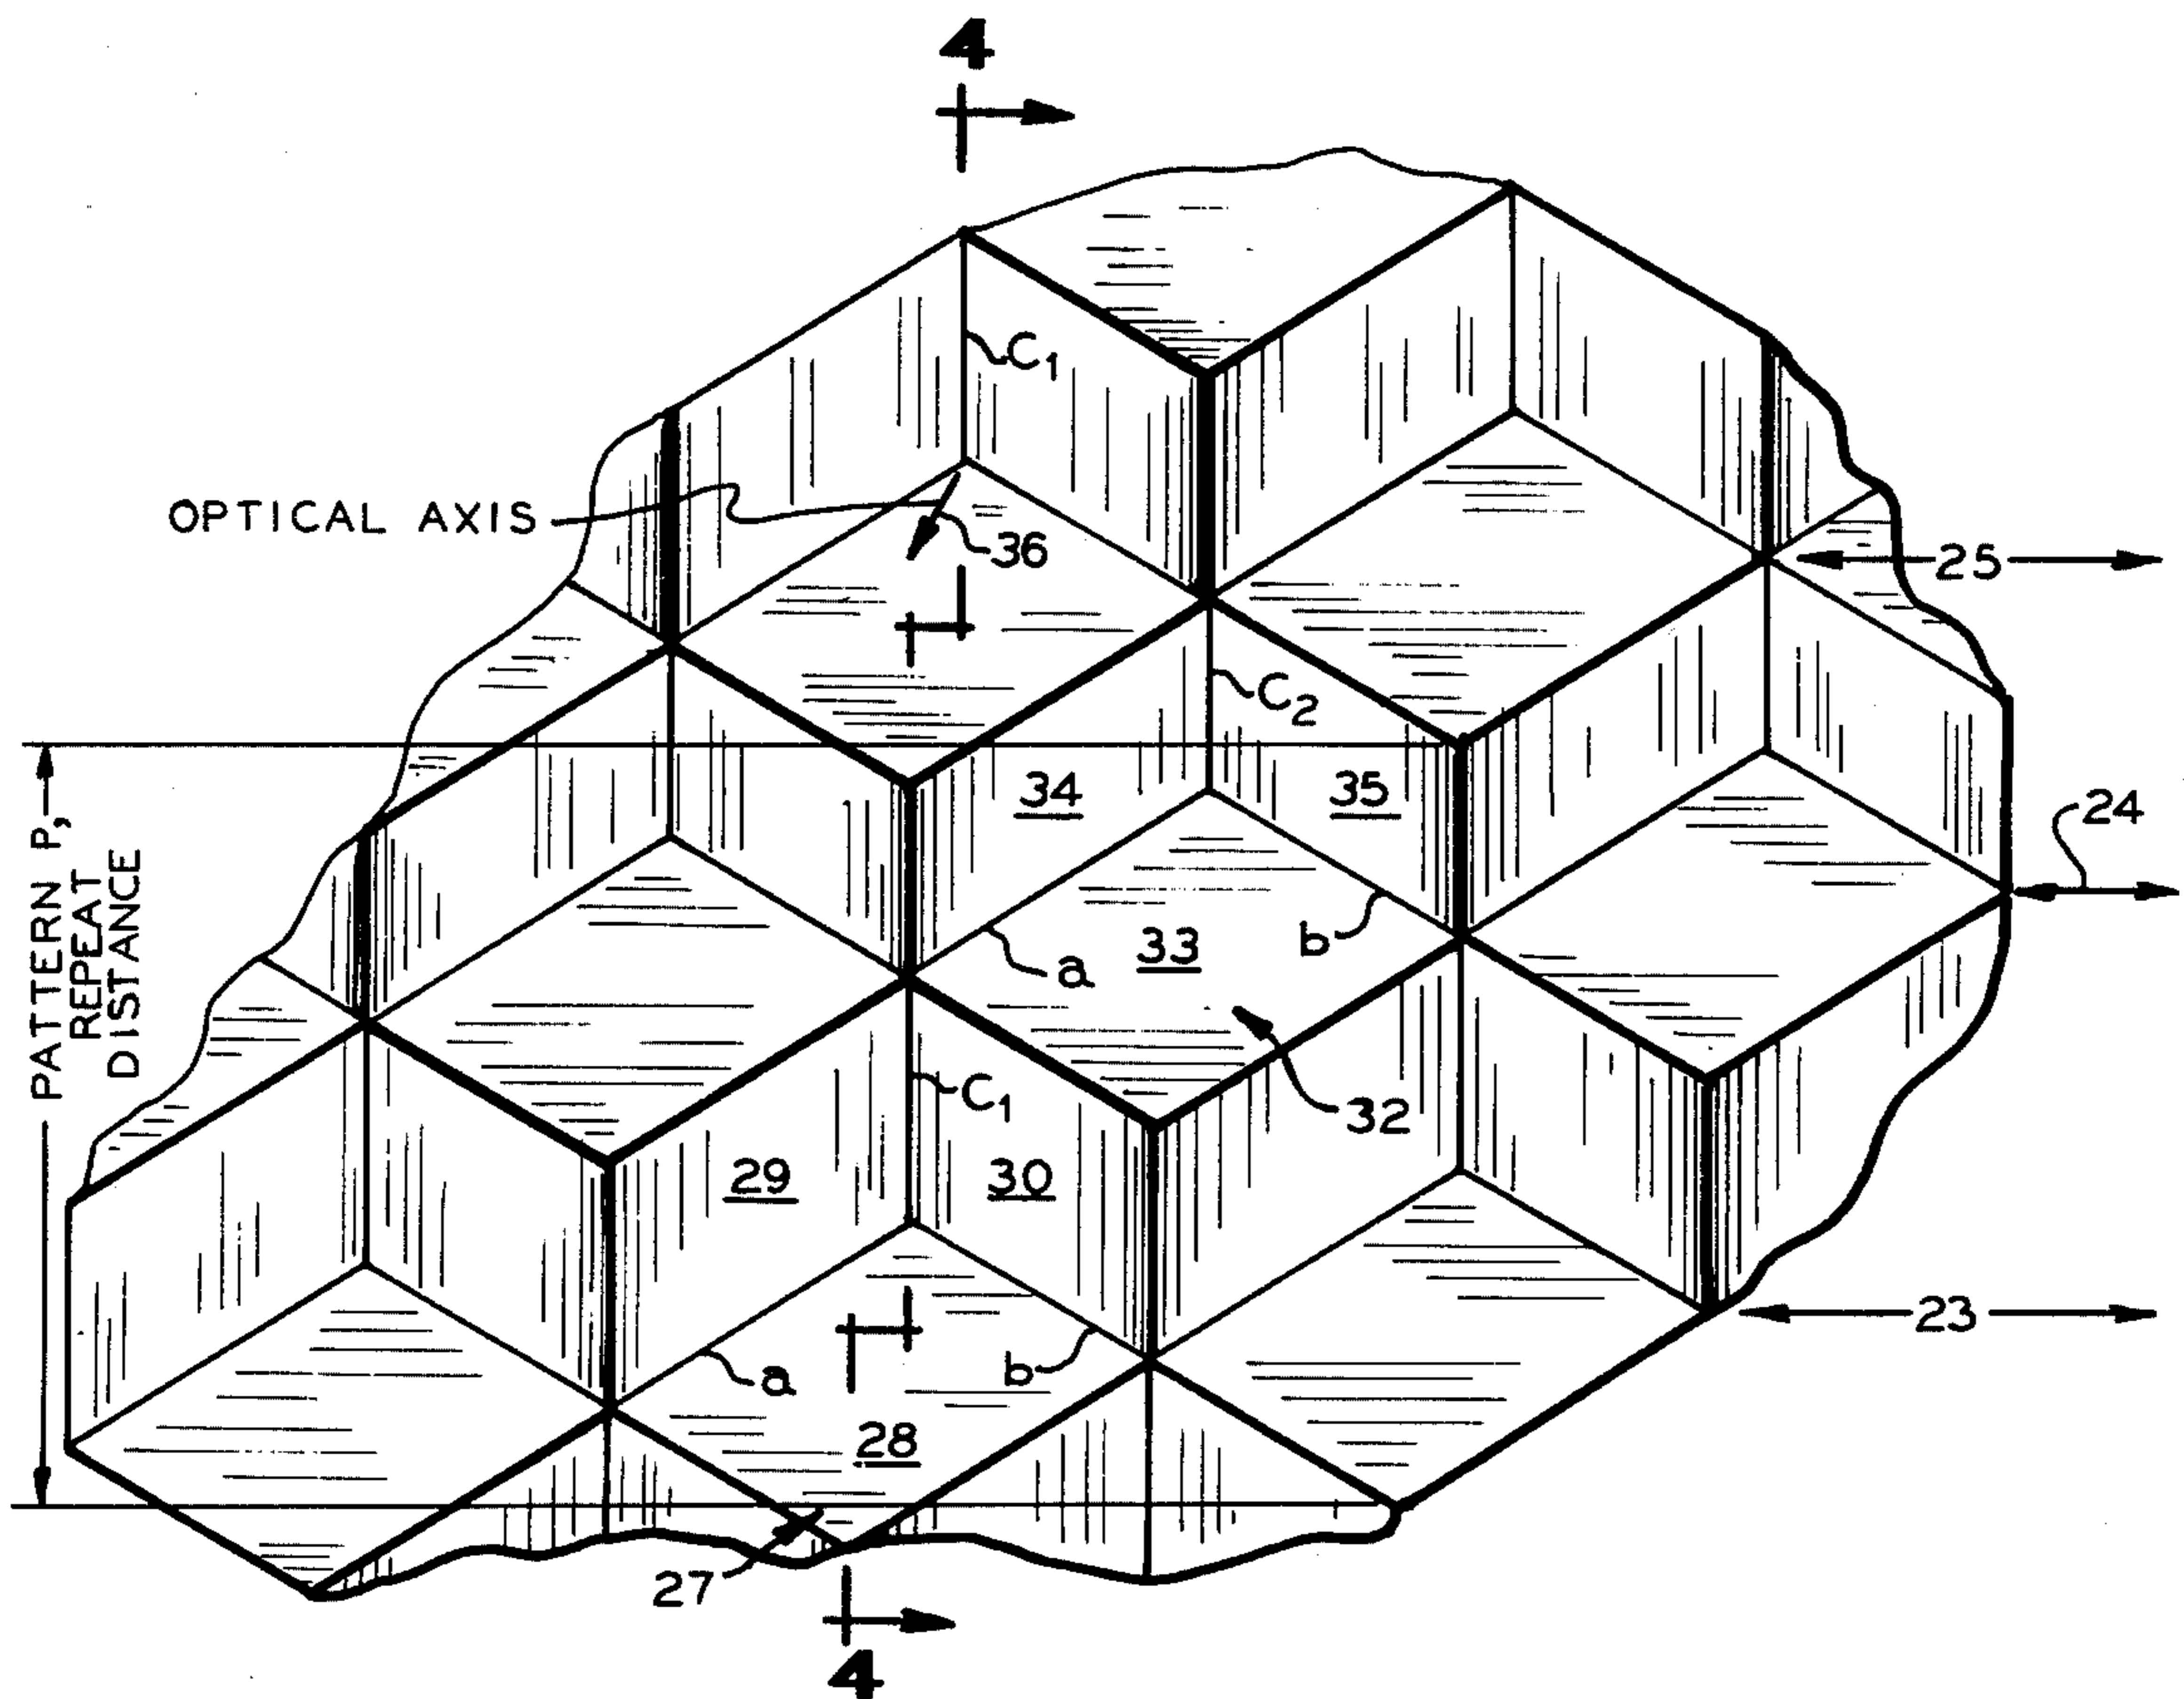 4
C1
OPTICAL AXIS
36
25
C2
34
35
24
PATTERN P,
REPEAT
DISTANCE
a
33
b
C1
32
29
30
23
a
b
28
27
4